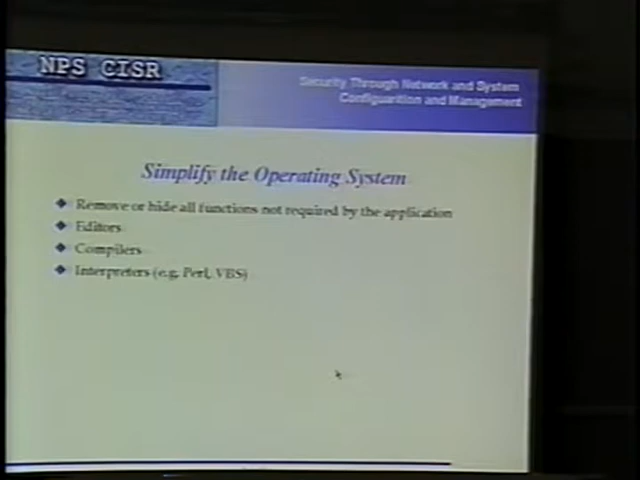 NPS CISR
Security Through Network and System
Configuartion and Management
Simplify the Operating System
Remove or hide all functions not required by the application
Editors
Compilers
Interpreters (e.g, Perl, VBS)